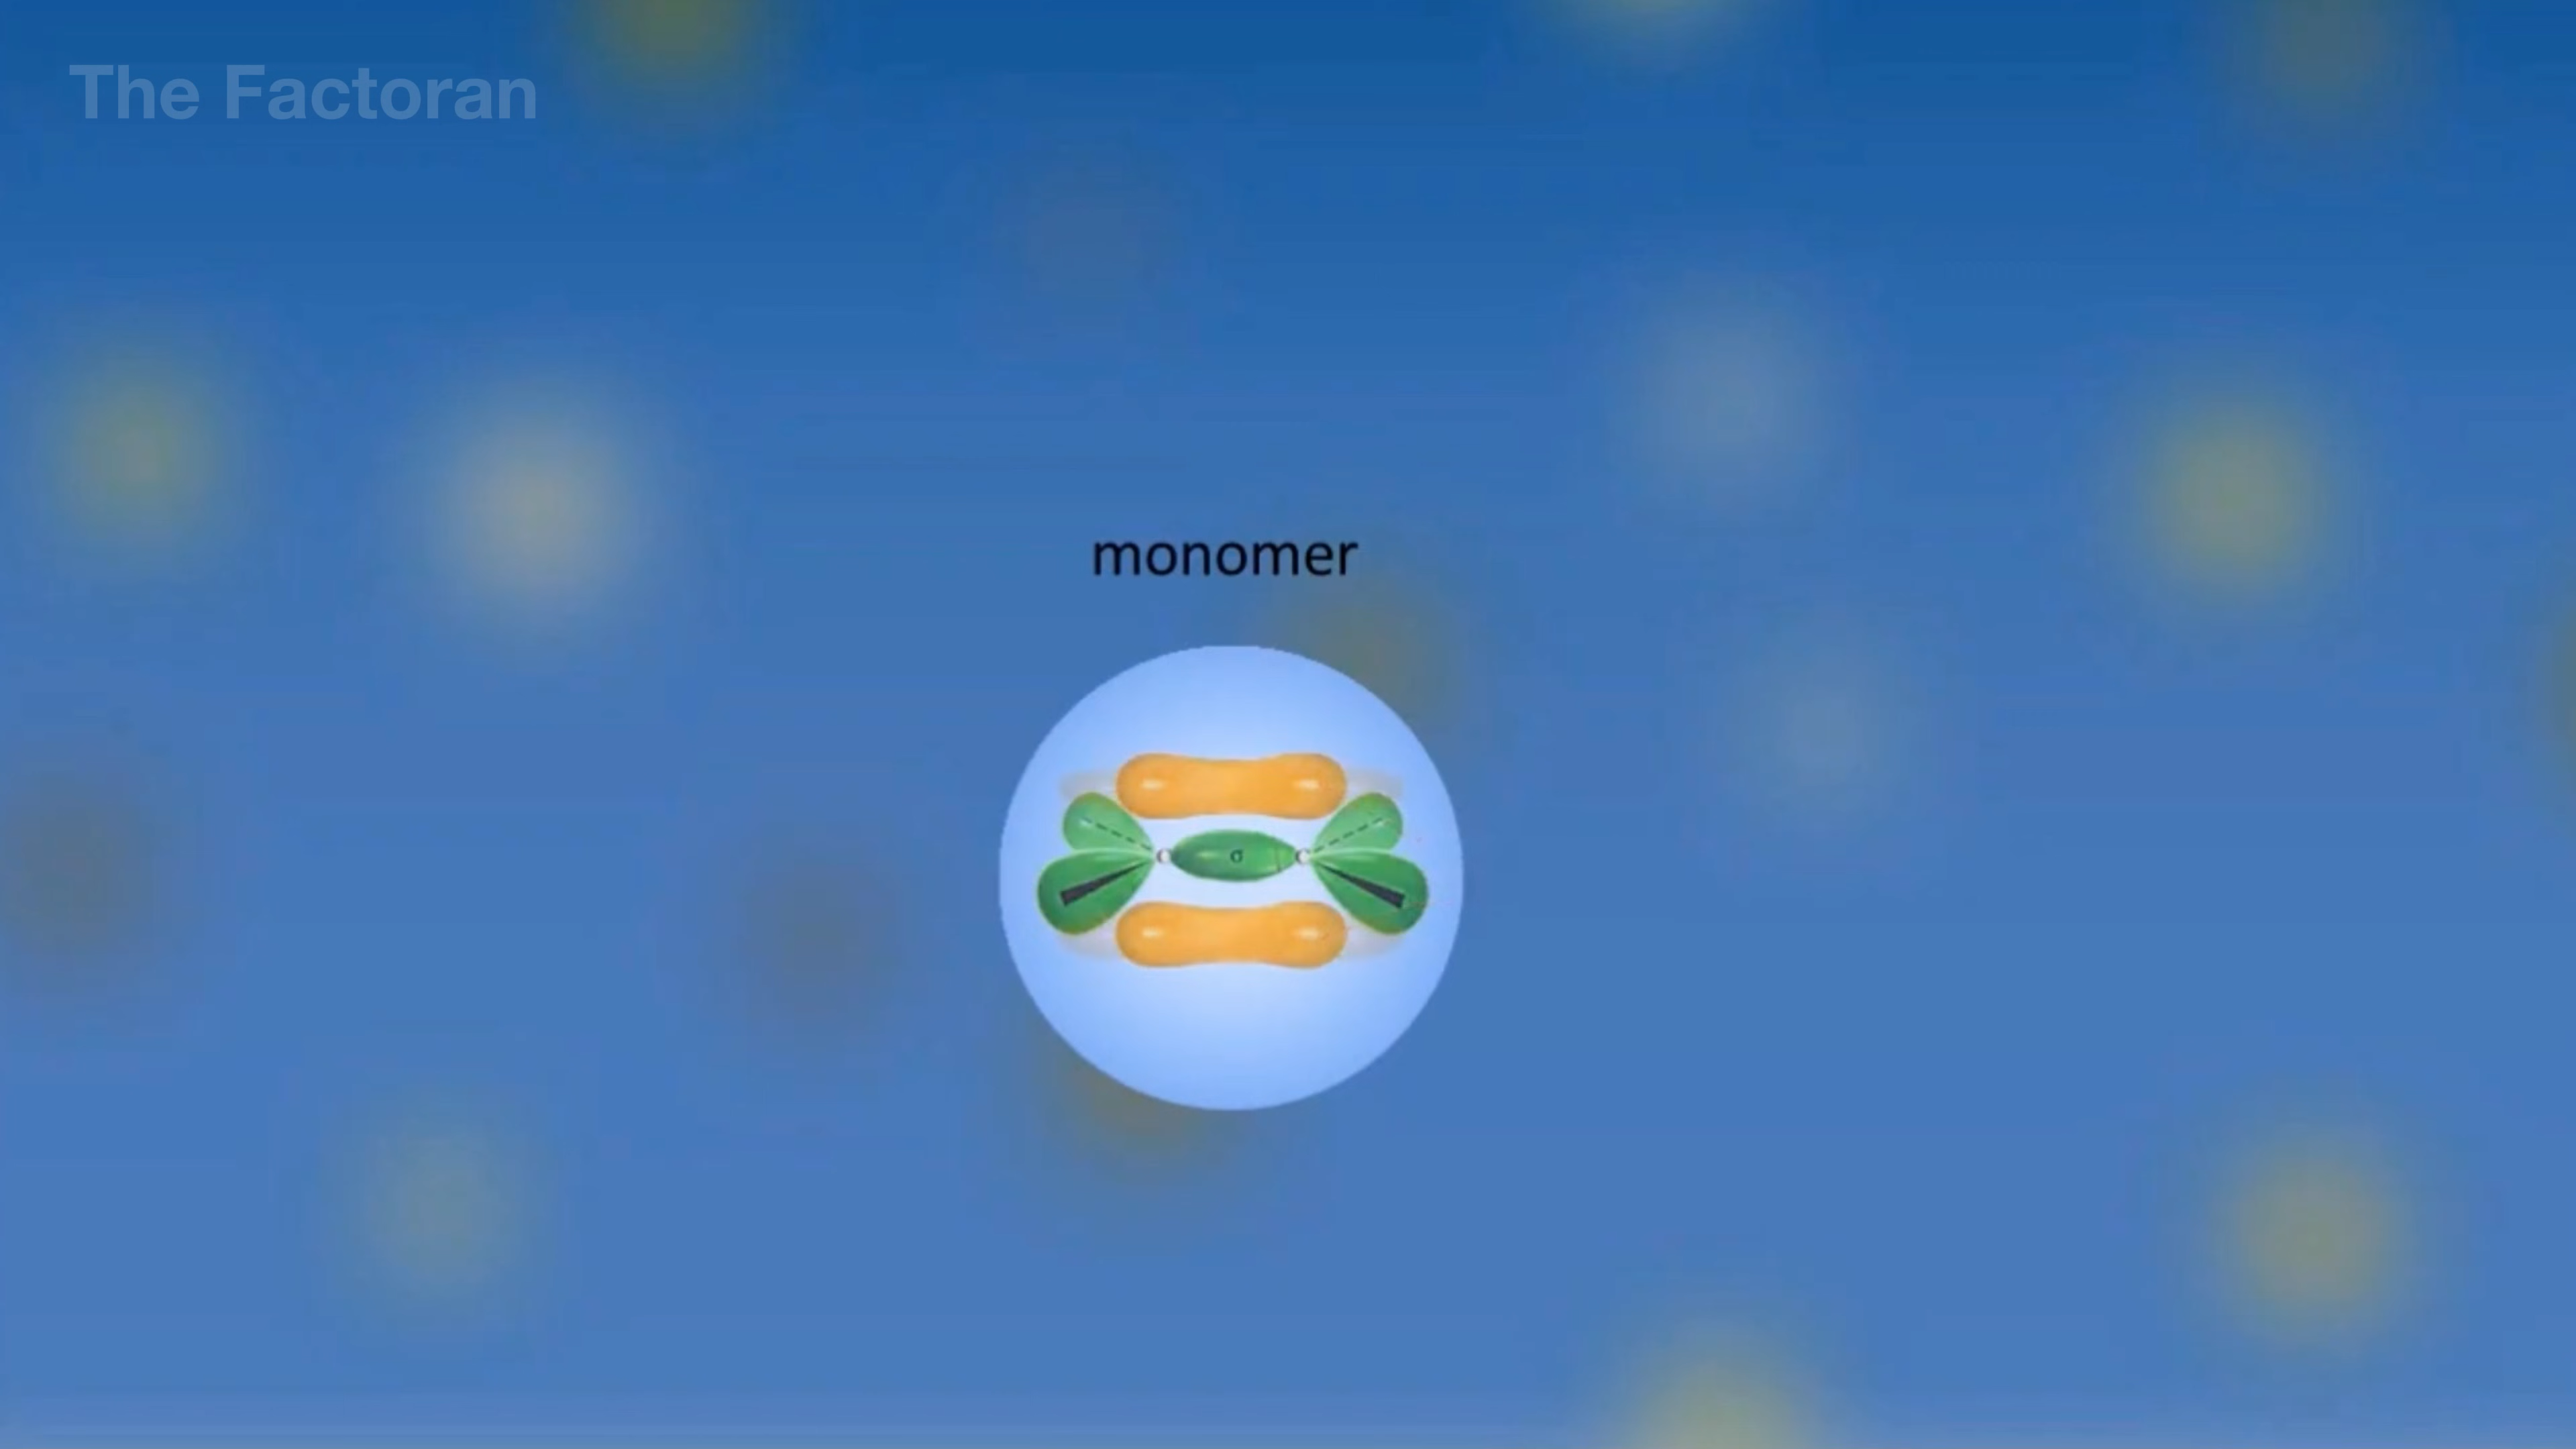 The Factoran
monomer
σ